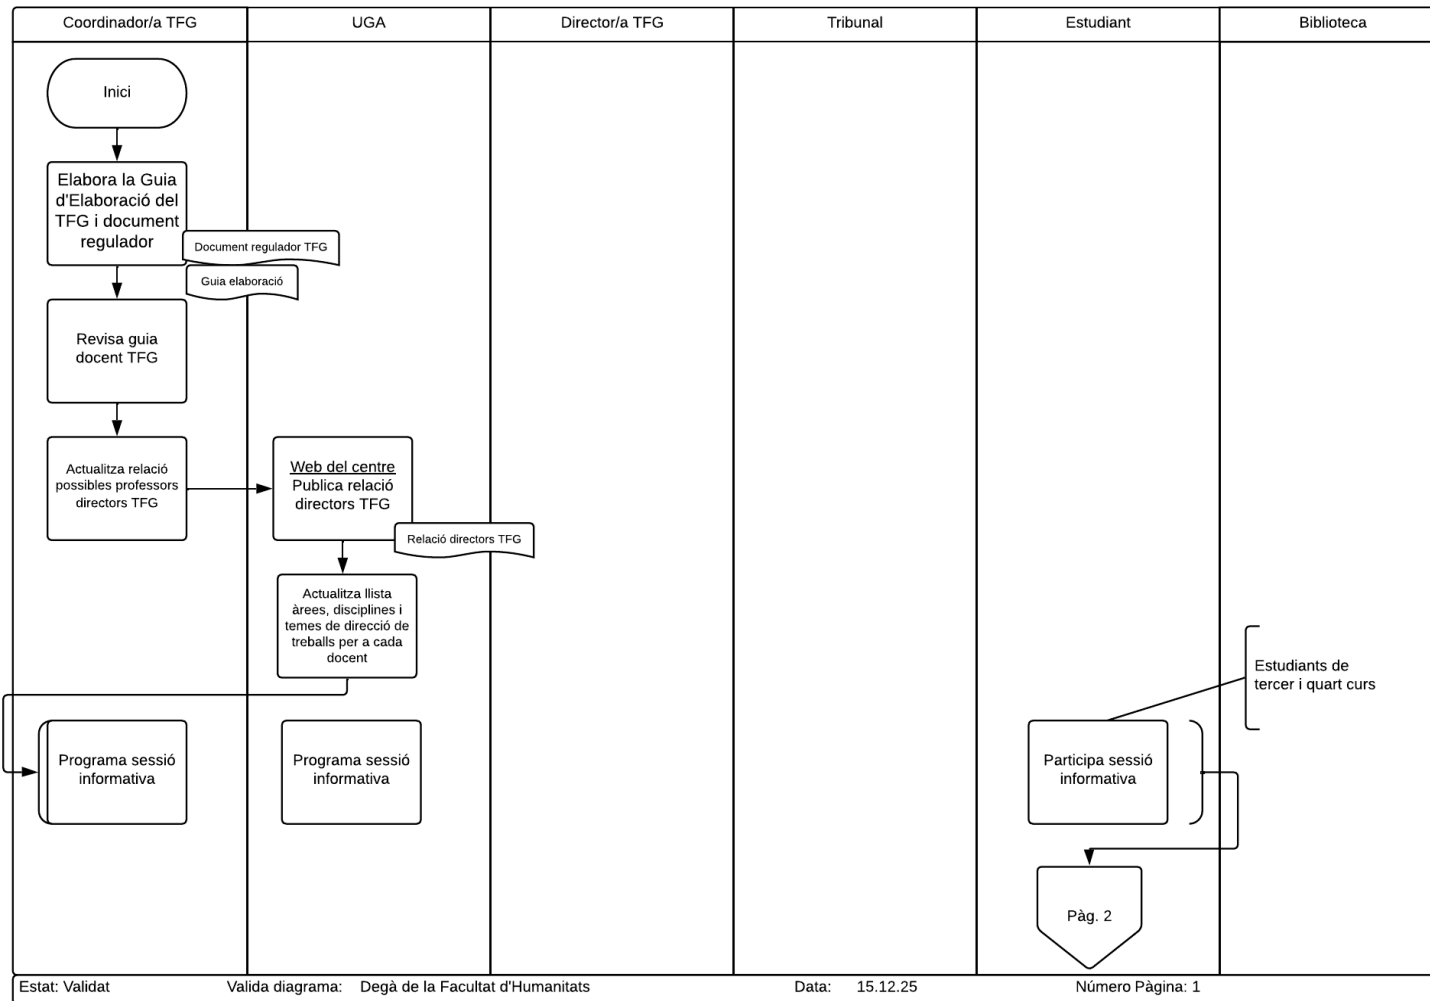 Coordinador/a TFG
UGA
Director/a TFG
Tribunal
Estudiant
Biblioteca
Inici
Elabora la Guia
d'Elaboració del
TFG i document
regulador
Document regulador TFG
Guia elaboració
Revisa guia
docent TFG
Actualitza relació
possibles professors
directors TFG
Web del centre
Publica relació
directors TFG
Relació directors TFG
Actualitza llista
àrees, disciplines i
temes de direcció de
treballs per a cada
docent
Estudiants de
tercer i quart curs
Programa sessió
informativa
Programa sessió
informativa
Participa sessió
informativa
Pàg. 2
Estat: Validat
Valida diagrama: Degà de la Facultat d'Humanitats
Data: 15.12.25
Número Pàgina: 1